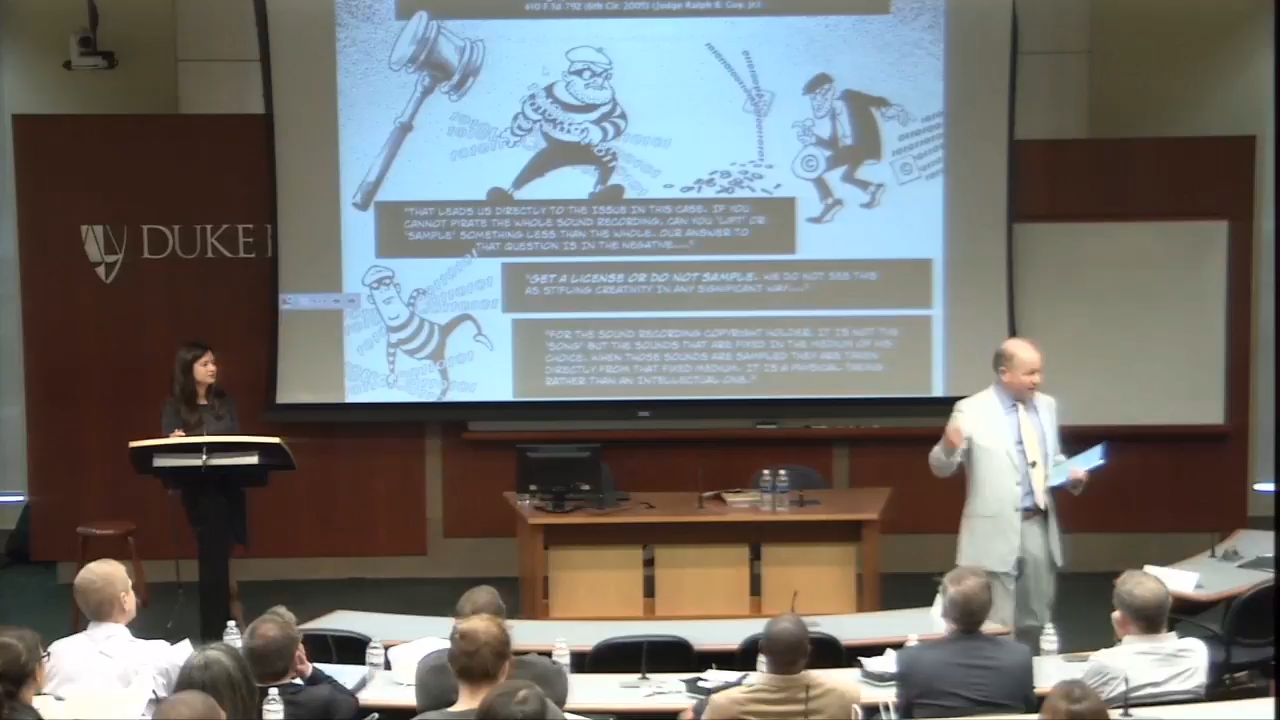 410 F.3d 792 (6th Cir. 2005) (Judge Ralph B. Guy, Jr.)
"THAT LEADS US DIRECTLY TO THE ISSUE IN THIS CASE. IF YOU
CANNOT PIRATE THE WHOLE SOUND RECORDING, CAN YOU 'LIFT' OR
'SAMPLE' SOMETHING LESS THAN THE WHOLE. OUR ANSWER TO
THAT QUESTION IS IN THE NEGATIVE....."
"GET A LICENSE OR DO NOT SAMPLE. WE DO NOT SEE THIS
AS STIFLING CREATIVITY IN ANY SIGNIFICANT WAY....."
"FOR THE SOUND RECORDING COPYRIGHT HOLDER, IT IS NOT THE
'SONG' BUT THE SOUNDS THAT ARE FIXED IN THE MEDIUM OF HIS
CHOICE. WHEN THOSE SOUNDS ARE SAMPLED THEY ARE TAKEN
DIRECTLY FROM THAT FIXED MEDIUM. IT IS A PHYSICAL TAKING
RATHER THAN AN INTELLECTUAL ONE."
DUKE
©
©